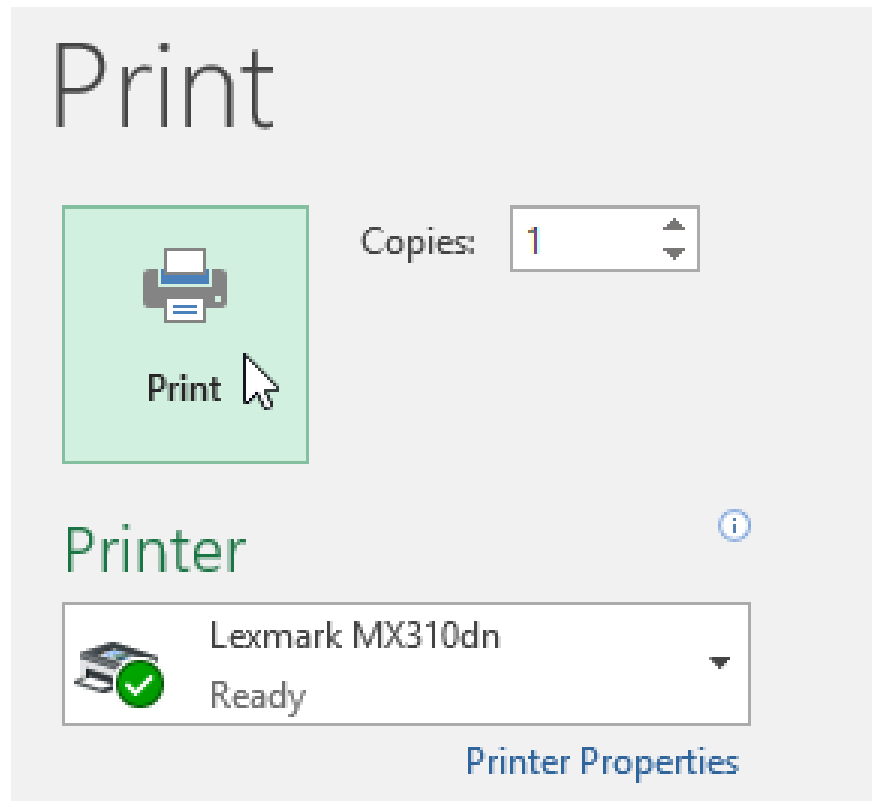 Print
Copies: 1
Print
Printer
Lexmark MX310dn
Ready
Printer Properties